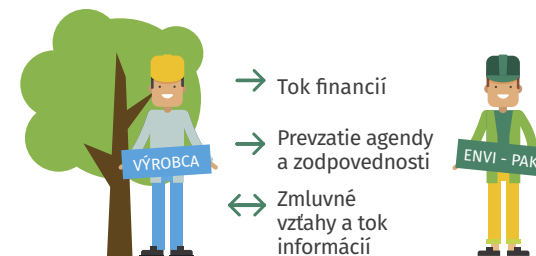 VÝROBCA
Tok financií
Prevzatie agendy
a zodpovednosti
Zmluvné
vzťahy a tok
informácií
ENVI - PAK